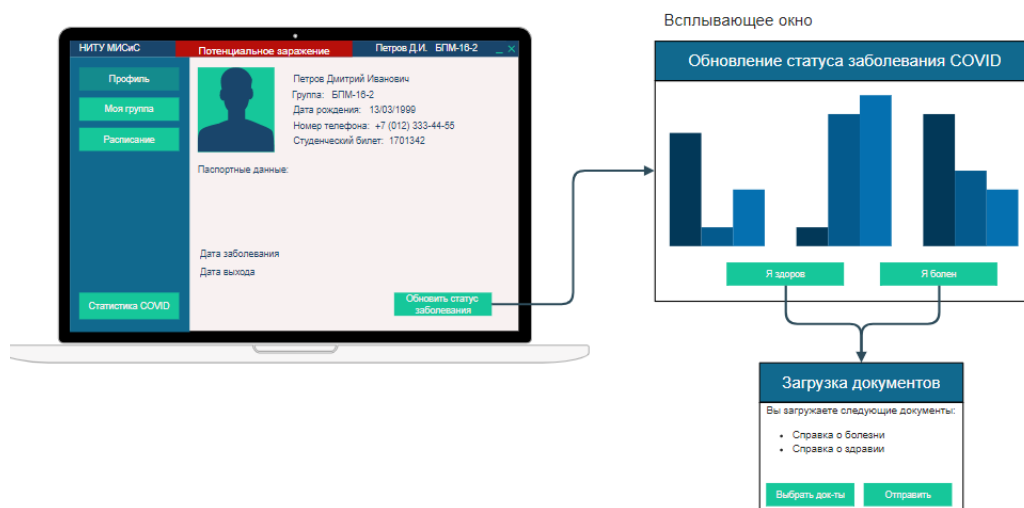 Всплывающее окно
НИТУ МИСиС
Потенциальное заражение
Петров Д.И. БПМ-16-2
Профиль
Моя группа
Расписание
Статистика COVID
Петров Дмитрий Иванович
Группа: БПМ-16-2
Дата рождения: 13/03/1999
Номер телефона: +7 (012) 333-44-55
Студенческий билет: 1701342
Паспортные данные:
Дата заболевания
Дата выхода
Обновить статус
заболевания
Обновление статуса заболевания COVID
Я здоров
Я болен
Загрузка документов
Вы загружаете следующие документы:
• Справка о болезни
• Справка о здравии
Выбрать док-ты
Отправить